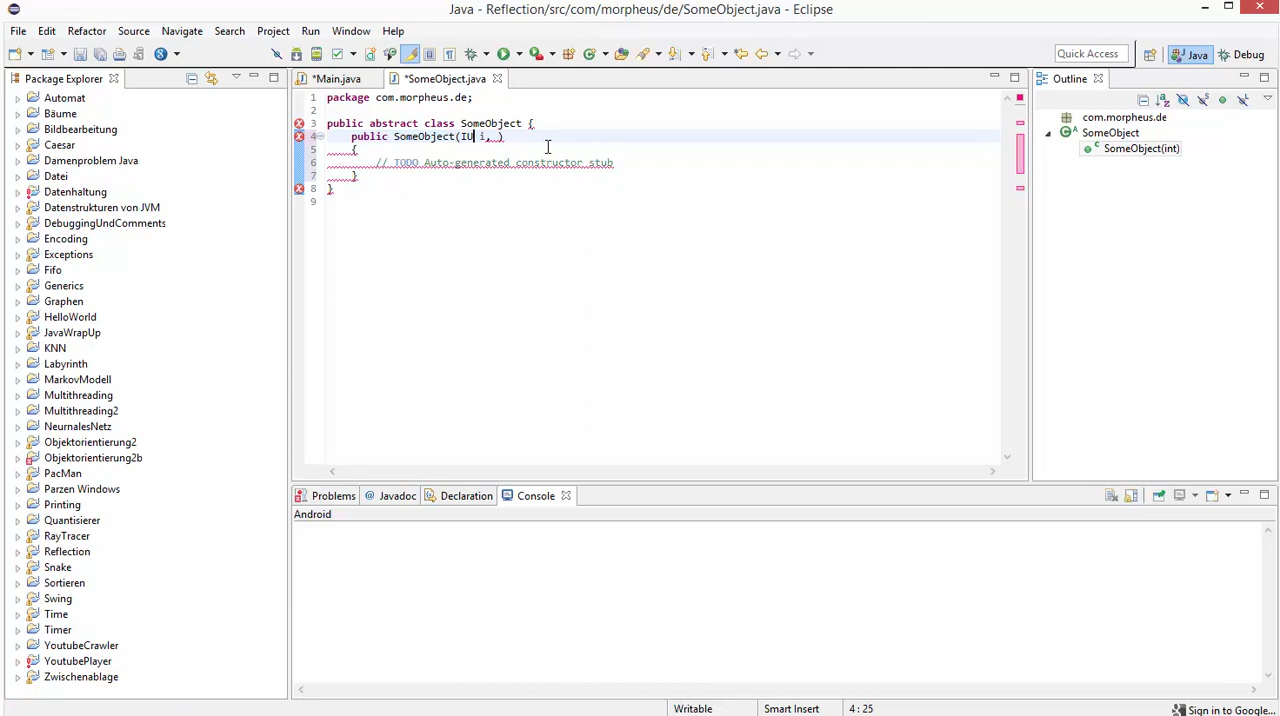 Java - Reflection/src/com/morpheus/de/SomeObject.java - Eclipse
File Edit Refactor Source Navigate Search Project Run Window Help
Quick Access Java Debug
Package Explorer
*Main.java *SomeObject.java
Outline
Automat
Bäume
Bildbearbeitung
Caesar
Damenproblem Java
Datei
Datenhaltung
Datenstrukturen von JVM
DebuggingUndComments
Encoding
Exceptions
Fifo
Generics
Graphen
HelloWorld
JavaWrapUp
KNN
Labyrinth
MarkovModell
Multithreading
Multithreading2
NeurnalesNetz
Objektorientierung2
Objektorientierung2b
PacMan
Parzen Windows
Printing
Quantisierer
RayTracer
Reflection
Snake
Sortieren
Swing
Time
Timer
YoutubeCrawler
YoutubePlayer
Zwischenablage
1 package com.morpheus.de;
2
3 public abstract class SomeObject {
4 public SomeObject(IU i, )
5 {
6 // TODO Auto-generated constructor stub
7 }
8 }
9
com.morpheus.de
SomeObject
SomeObject(int)
Problems Javadoc Declaration Console
Android
Writable Smart Insert 4 : 25 Sign in to Google...